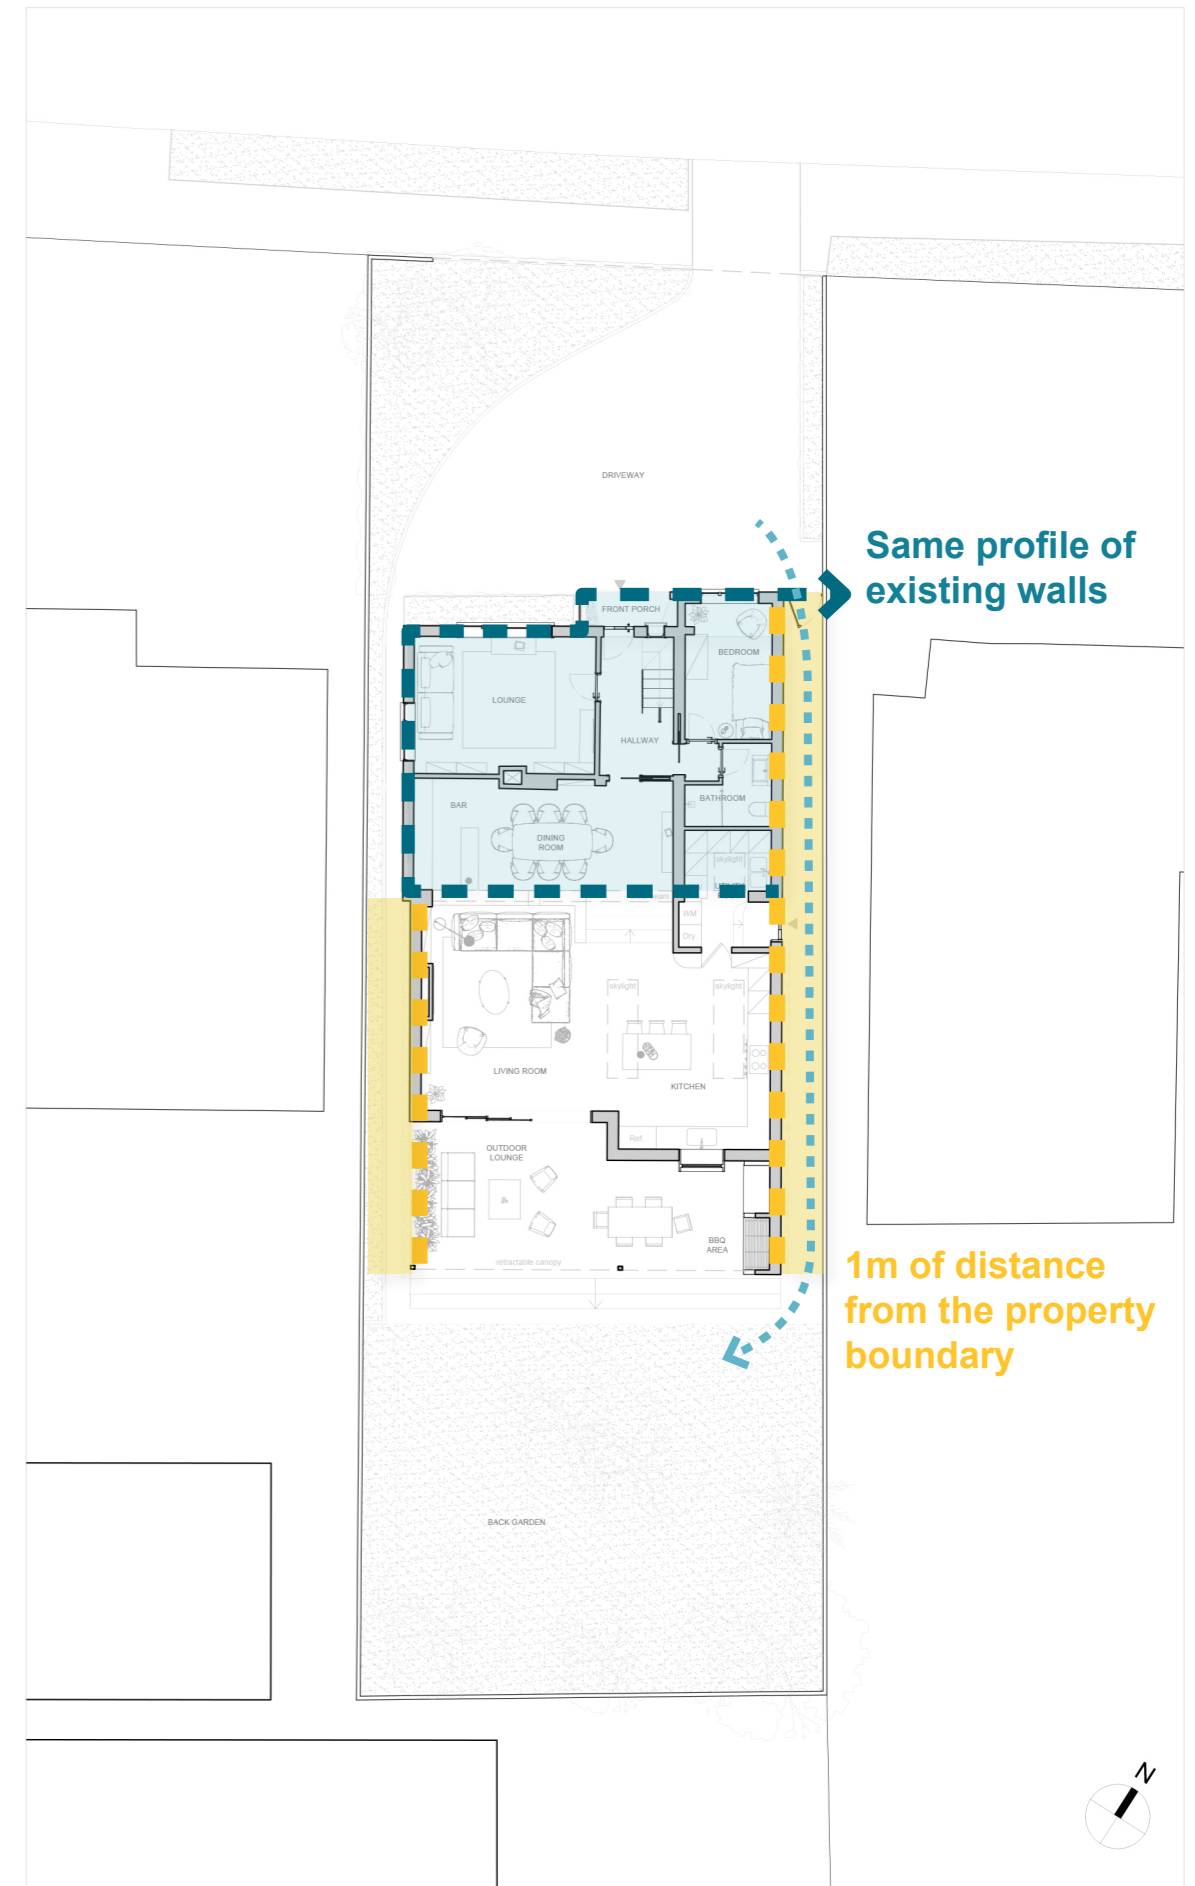 DRIVEWAY
Same profile of
existing walls
FRONT PORCH
BEDROOM
LOUNGE
HALLWAY
BATHROOM
BAR
DINING
ROOM
skylight
WM
Dry.
skylight
skylight
LIVING ROOM
KITCHEN
Ref.
OUTDOOR
LOUNGE
BBQ
AREA
retractable canopy
1m of distance
from the property
boundary
BACK GARDEN
N